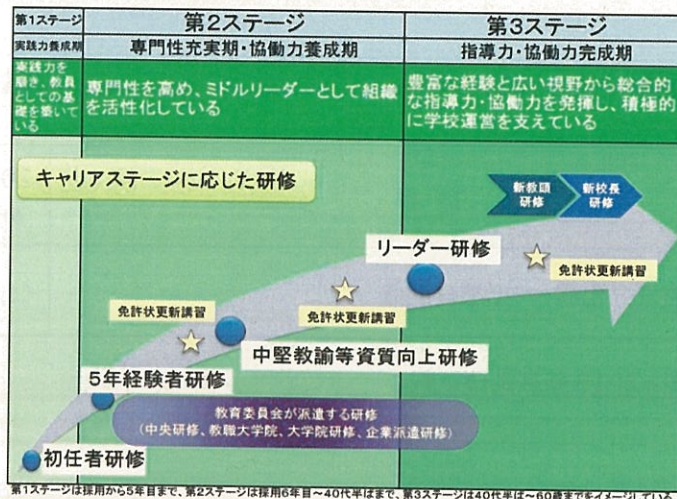 第1ステージ
第2ステージ
第3ステージ
実践力養成期
専門性充実期・協働力養成期
指導力・協働力完成期
実践力を
磨き、教員
としての基
礎を築いて
いる
専門性を高め、ミドルリーダーとして組織
を活性化している
豊富な経験と広い視野から総合的
な指導力・協働力を発揮し、積極的
に学校運営を支えている
キャリアステージに応じた研修
新教頭
研修
新校長
研修
リーダー研修
免許状更新講習
免許状更新講習
免許状更新講習
中堅教諭等資質向上研修
5年経験者研修
教育委員会が派遣する研修
（中央研修、教職大学院、大学院研修、企業派遣研修）
初任者研修
第1ステージは採用から5年目まで、第2ステージは採用6年目～40代半ばまで、第3ステージは40代半ば～60歳までをイメージしている